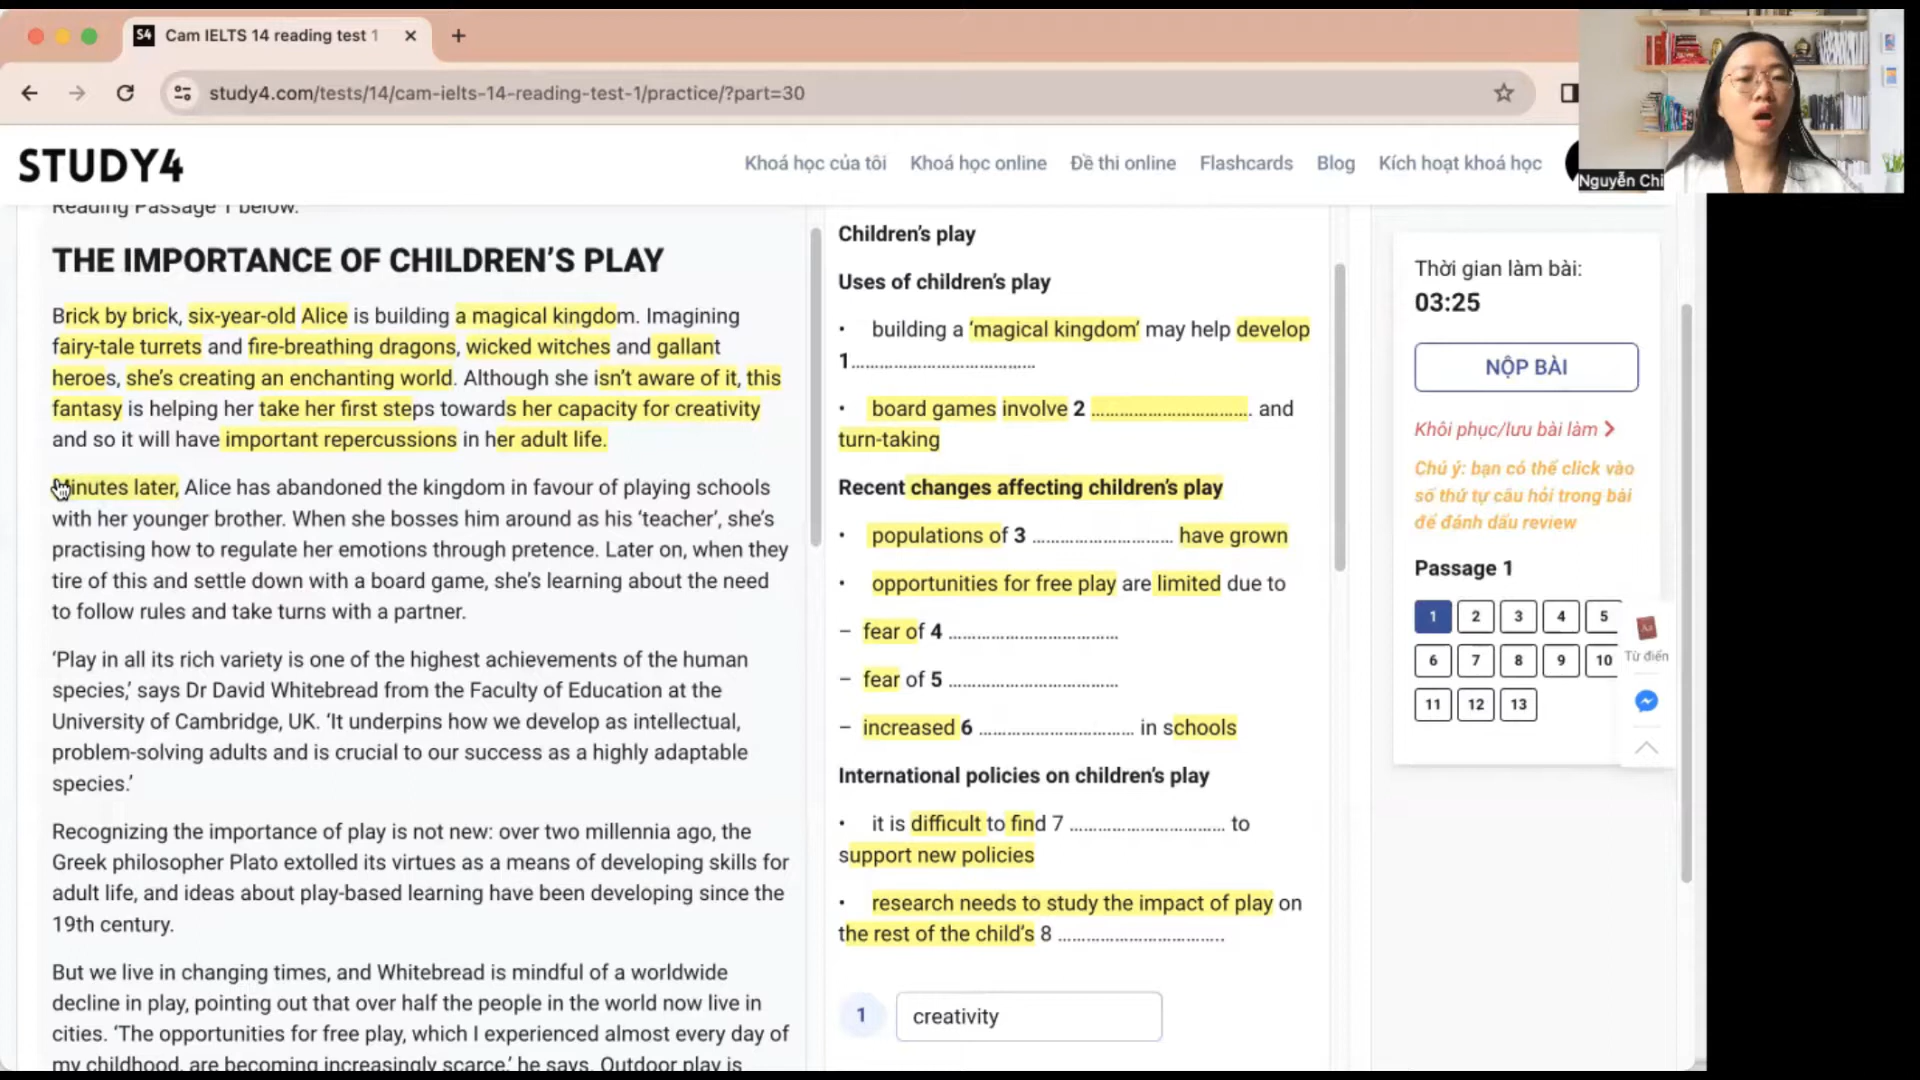 S4 Cam IELTS 14 reading test 1
study4.com/tests/14/cam-ielts-14-reading-test-1/practice/?part=30
STUDY4
Khoá học của tôi Khoá học online Đề thi online Flashcards Blog Kích hoạt khoá học
Nguyễn Chi
Reading Passage 1 below.
THE IMPORTANCE OF CHILDREN'S PLAY
Brick by brick, six-year-old Alice is building a magical kingdom. Imagining
fairy-tale turrets and fire-breathing dragons, wicked witches and gallant
heroes, she's creating an enchanting world. Although she isn't aware of it, this
fantasy is helping her take her first steps towards her capacity for creativity
and so it will have important repercussions in her adult life.
Minutes later, Alice has abandoned the kingdom in favour of playing schools
with her younger brother. When she bosses him around as his 'teacher', she's
practising how to regulate her emotions through pretence. Later on, when they
tire of this and settle down with a board game, she's learning about the need
to follow rules and take turns with a partner.
'Play in all its rich variety is one of the highest achievements of the human
species,' says Dr David Whitebread from the Faculty of Education at the
University of Cambridge, UK. 'It underpins how we develop as intellectual,
problem-solving adults and is crucial to our success as a highly adaptable
species.'
Recognizing the importance of play is not new: over two millennia ago, the
Greek philosopher Plato extolled its virtues as a means of developing skills for
adult life, and ideas about play-based learning have been developing since the
19th century.
But we live in changing times, and Whitebread is mindful of a worldwide
decline in play, pointing out that over half the people in the world now live in
cities. 'The opportunities for free play, which I experienced almost every day of
my childhood, are becoming increasingly scarce,' he says. Outdoor play is
Children's play
Uses of children's play
• building a 'magical kingdom' may help develop
1.......................................
• board games involve 2 ................................. and
turn-taking
Recent changes affecting children's play
• populations of 3 .............................. have grown
• opportunities for free play are limited due to
– fear of 4 ....................................
– fear of 5 ....................................
– increased 6 ................................. in schools
International policies on children's play
• it is difficult to find 7 ................................. to
support new policies
• research needs to study the impact of play on
the rest of the child's 8 ...................................
1 creativity
Thời gian làm bài:
03:25
NỘP BÀI
Khôi phục/lưu bài làm
Chú ý: bạn có thể click vào
số thứ tự câu hỏi trong bài
để đánh dấu review
Passage 1
1 2 3 4 5
6 7 8 9 10
11 12 13
Từ điển